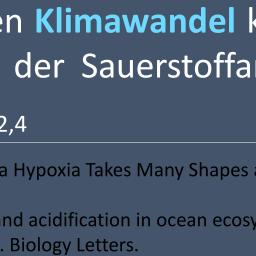 en Klimawandel k
der Sauerstoffa
2,4
a Hypoxia Takes Many Shapes a
and acidification in ocean ecosy
. Biology Letters.